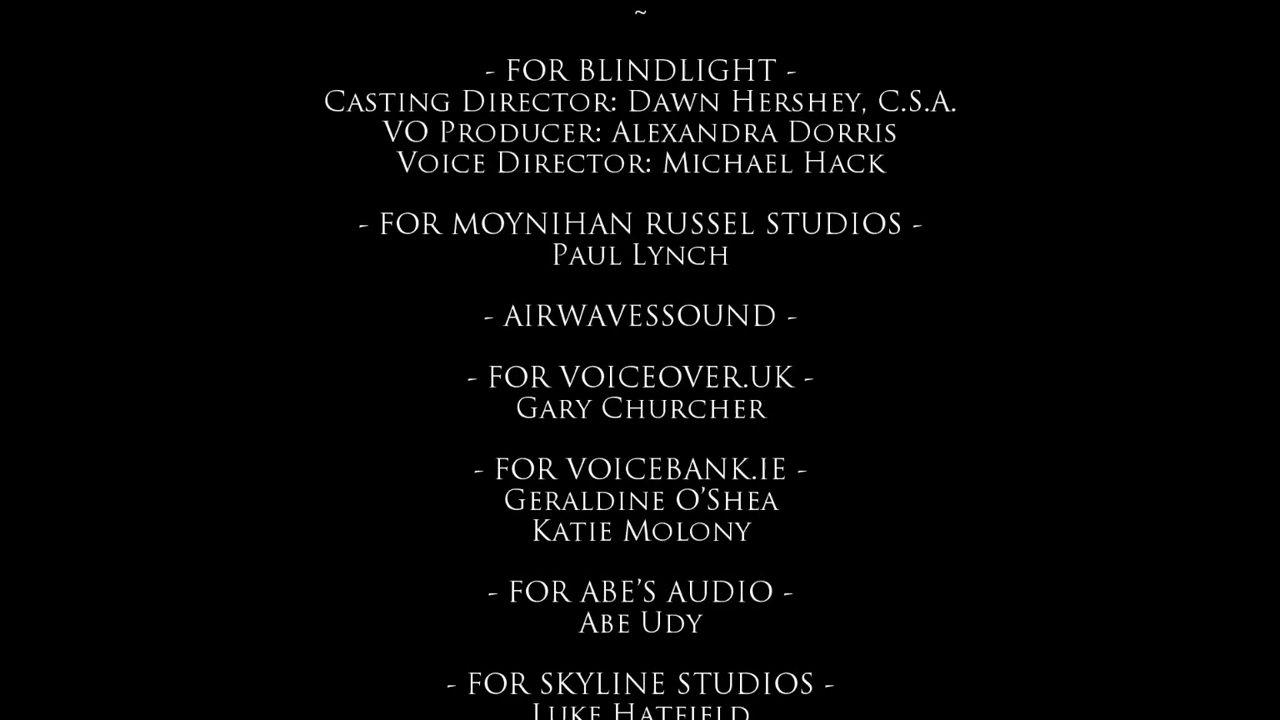 ~
- FOR BLINDLIGHT -
CASTING DIRECTOR: DAWN HERSHEY, C.S.A.
VO PRODUCER: ALEXANDRA DORRIS
VOICE DIRECTOR: MICHAEL HACK
- FOR MOYNIHAN RUSSEL STUDIOS -
PAUL LYNCH
- AIRWAVESSOUND -
- FOR VOICEOVER.UK -
GARY CHURCHER
- FOR VOICEBANK.IE -
GERALDINE O'SHEA
KATIE MOLONY
- FOR ABE'S AUDIO -
ABE UDY
- FOR SKYLINE STUDIOS -
LUKE HATFIELD